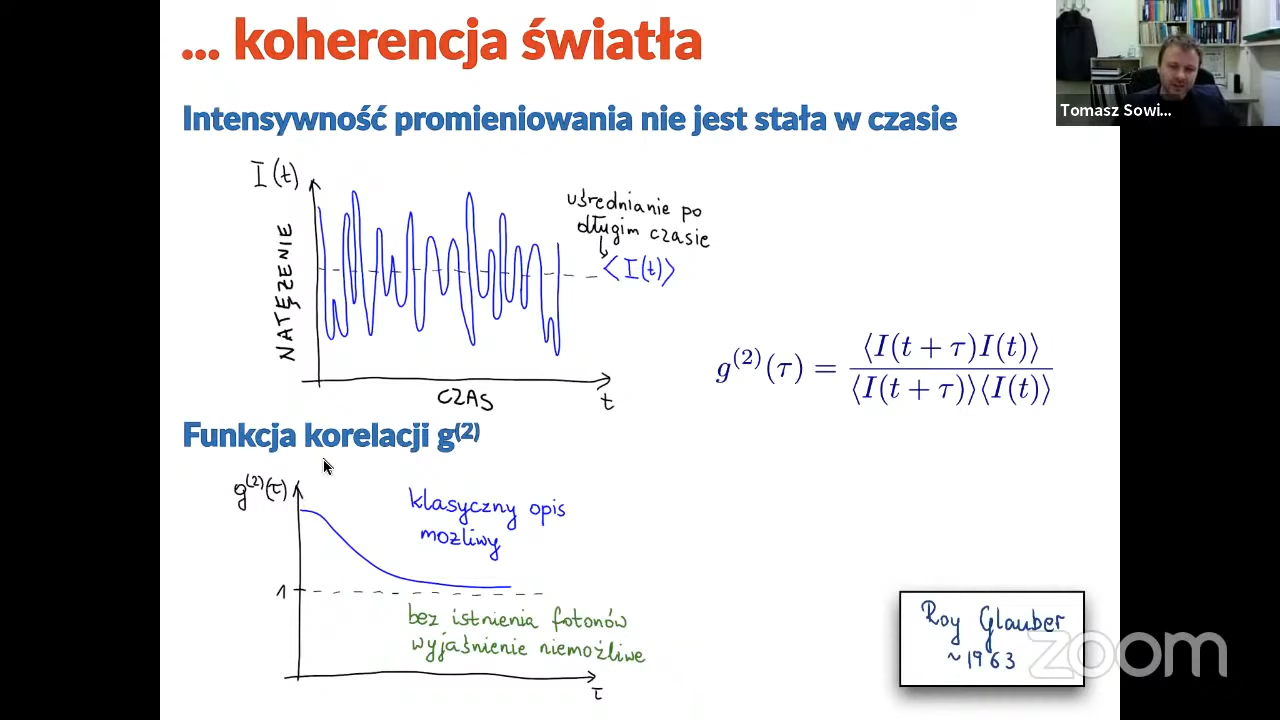 ... koherencja światła
Tomasz Sowi...
Intensywność promieniowania nie jest stała w czasie
I(t)
NATĘŻENIE
uśrednianie po
długim czasie
⟨I(t)⟩
CZAS
t
g⁽²⁾(τ) = ⟨I(t + τ)I(t)⟩ / ⟨I(t + τ)⟩⟨I(t)⟩
Funkcja korelacji g⁽²⁾
g⁽²⁾(τ)
klasyczny opis
możliwy
1
bez istnienia fotonów
wyjaśnienie niemożliwe
τ
Roy Glauber
~1963
zoom